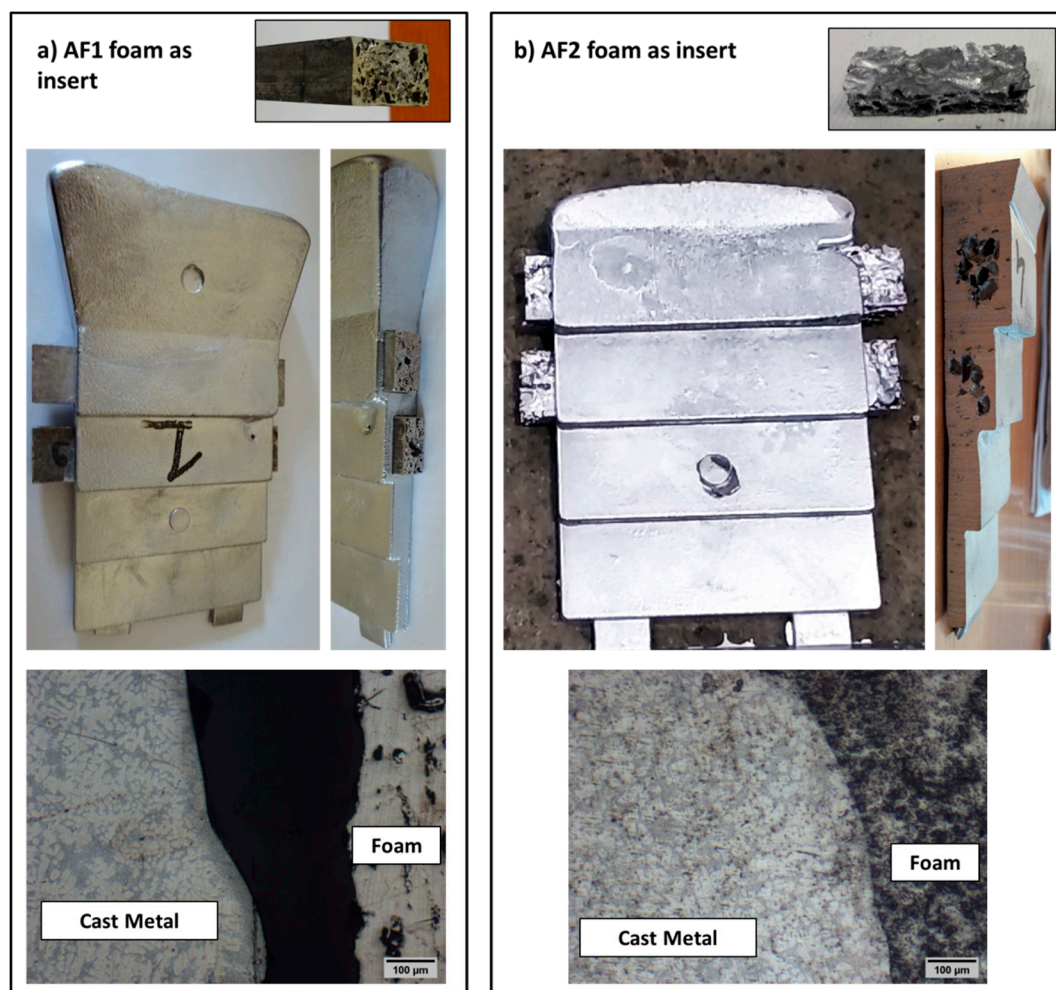 a) AF1 foam as
insert
b) AF2 foam as insert
1
Foam
Cast Metal
100 µm
Foam
Cast Metal
100 µm